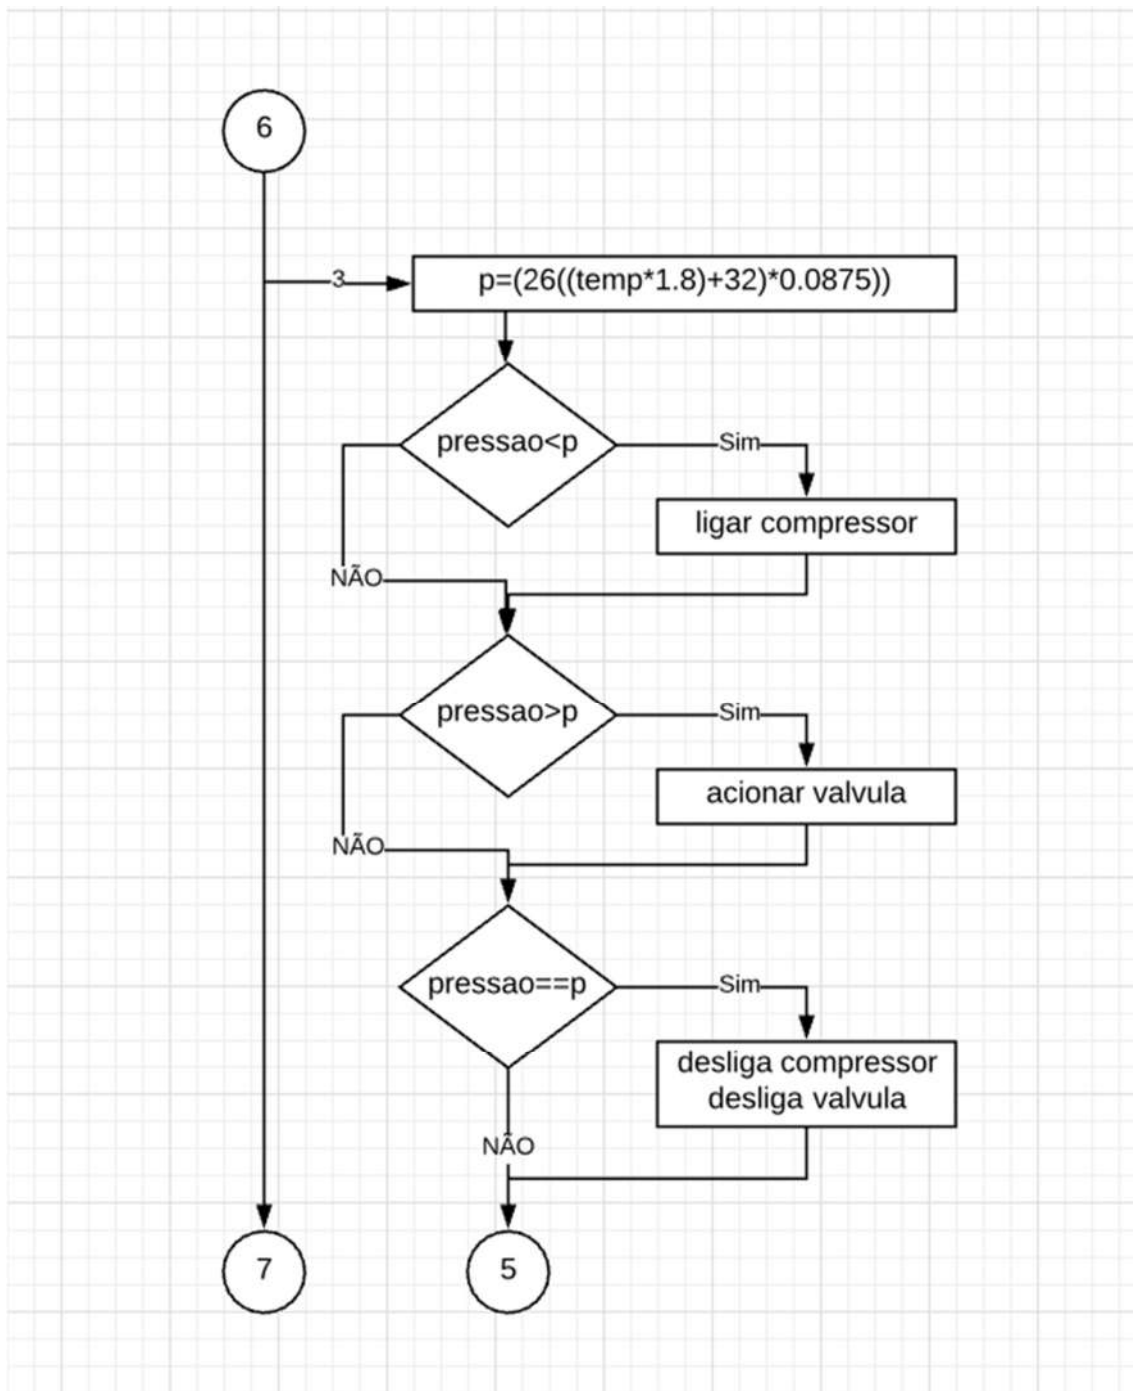 6
3
p=(26((temp*1.8)+32)*0.0875))
pressao<p
Sim
ligar compressor
NÃO
pressao>p
Sim
acionar valvula
NÃO
pressao==p
Sim
desliga compressor
desliga valvula
NÃO
7
5